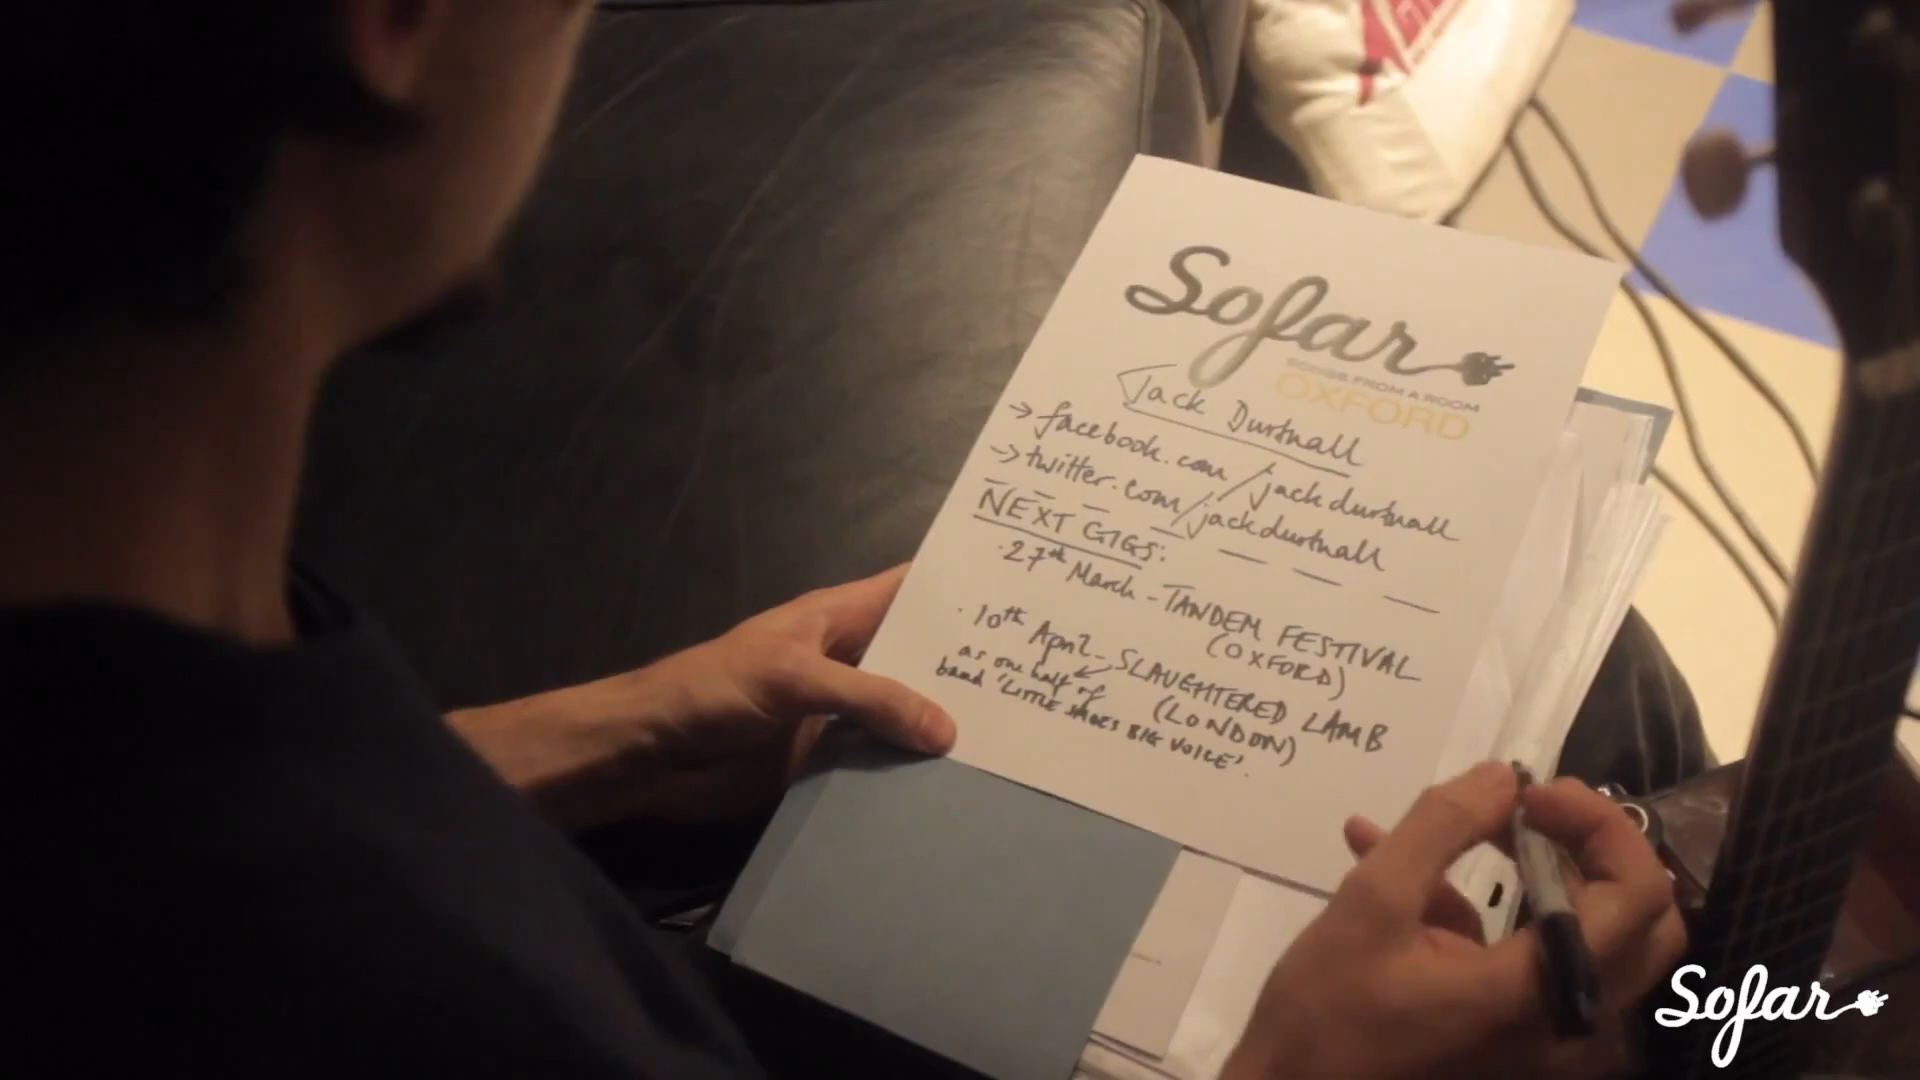 Sofar
SONGS FROM A ROOM
OXFORD
Jack Durtnall
→ facebook.com/jackdurtnall
→ twitter.com/jackdurtnall
NEXT GIGS:
· 27th March - TANDEM FESTIVAL
(OXFORD)
· 10th April - SLAUGHTERED LAMB
(LONDON)
as one half of
band 'LITTLE SHOES BIG VOICE'.
Sofar